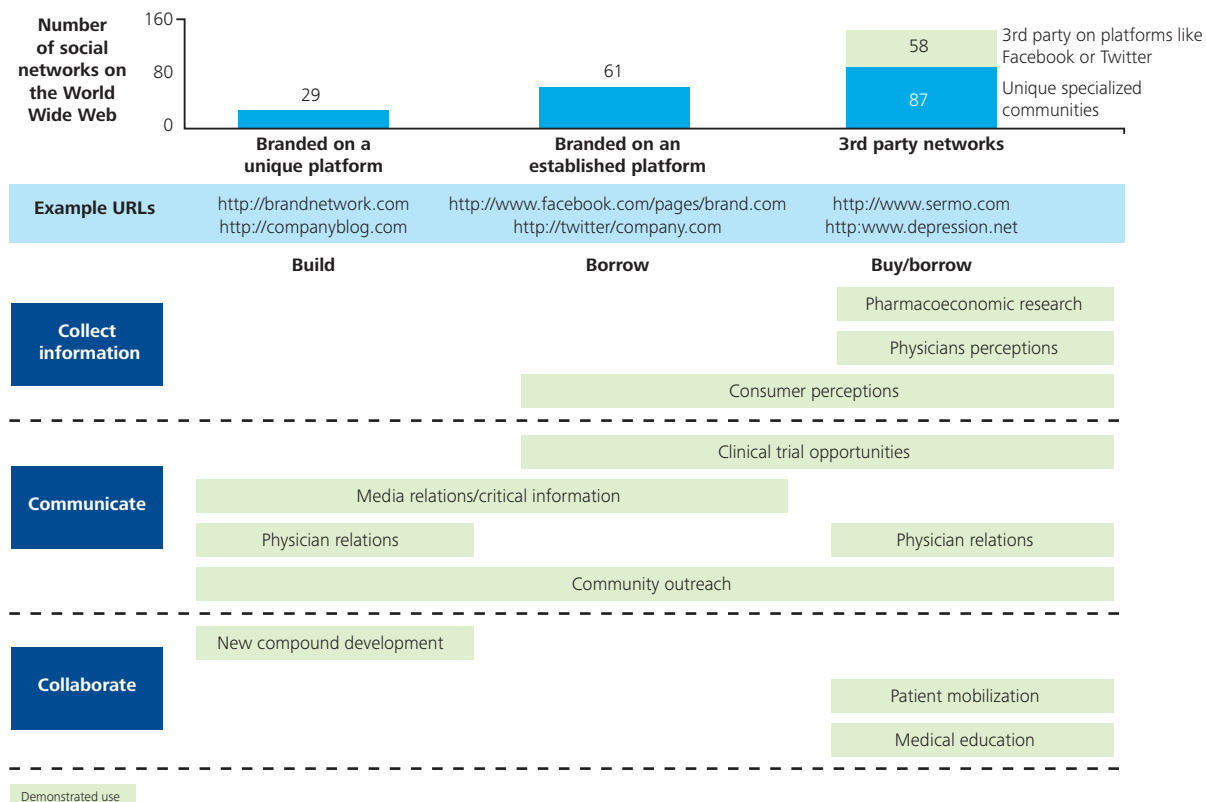 Number
of social
networks on
the World
Wide Web
160
80
0
29
61
58
87
3rd party on platforms like
Facebook or Twitter
Unique specialized
communities
Branded on a
unique platform
Branded on an
established platform
3rd party networks
Example URLs
http://brandnetwork.com
http://companyblog.com
http://www.facebook.com/pages/brand.com
http://twitter/company.com
http://www.sermo.com
http:www.depression.net
Build
Borrow
Buy/borrow
Collect
information
Pharmacoeconomic research
Physicians perceptions
Consumer perceptions
Communicate
Clinical trial opportunities
Media relations/critical information
Physician relations
Physician relations
Community outreach
Collaborate
New compound development
Patient mobilization
Medical education
Demonstrated use